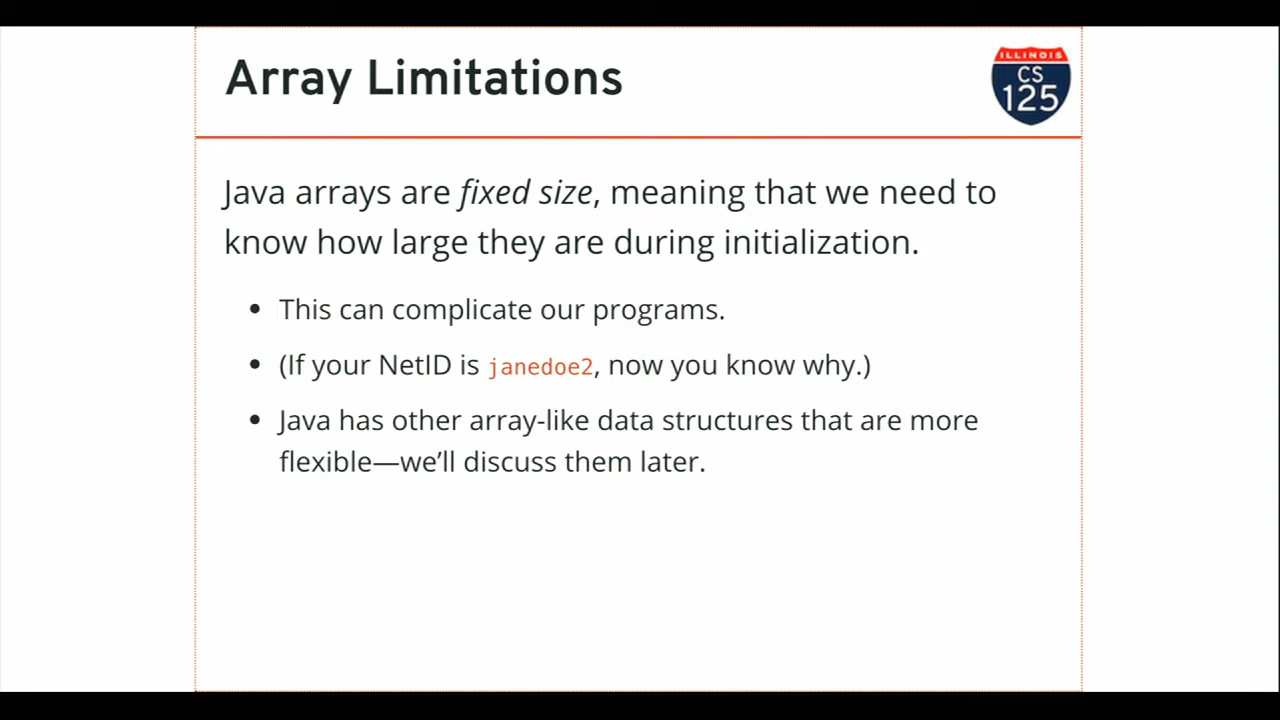 Array Limitations
ILLINOIS
CS
125
Java arrays are fixed size, meaning that we need to
know how large they are during initialization.
• This can complicate our programs.
• (If your NetID is janedoe2, now you know why.)
• Java has other array-like data structures that are more
flexible—we’ll discuss them later.